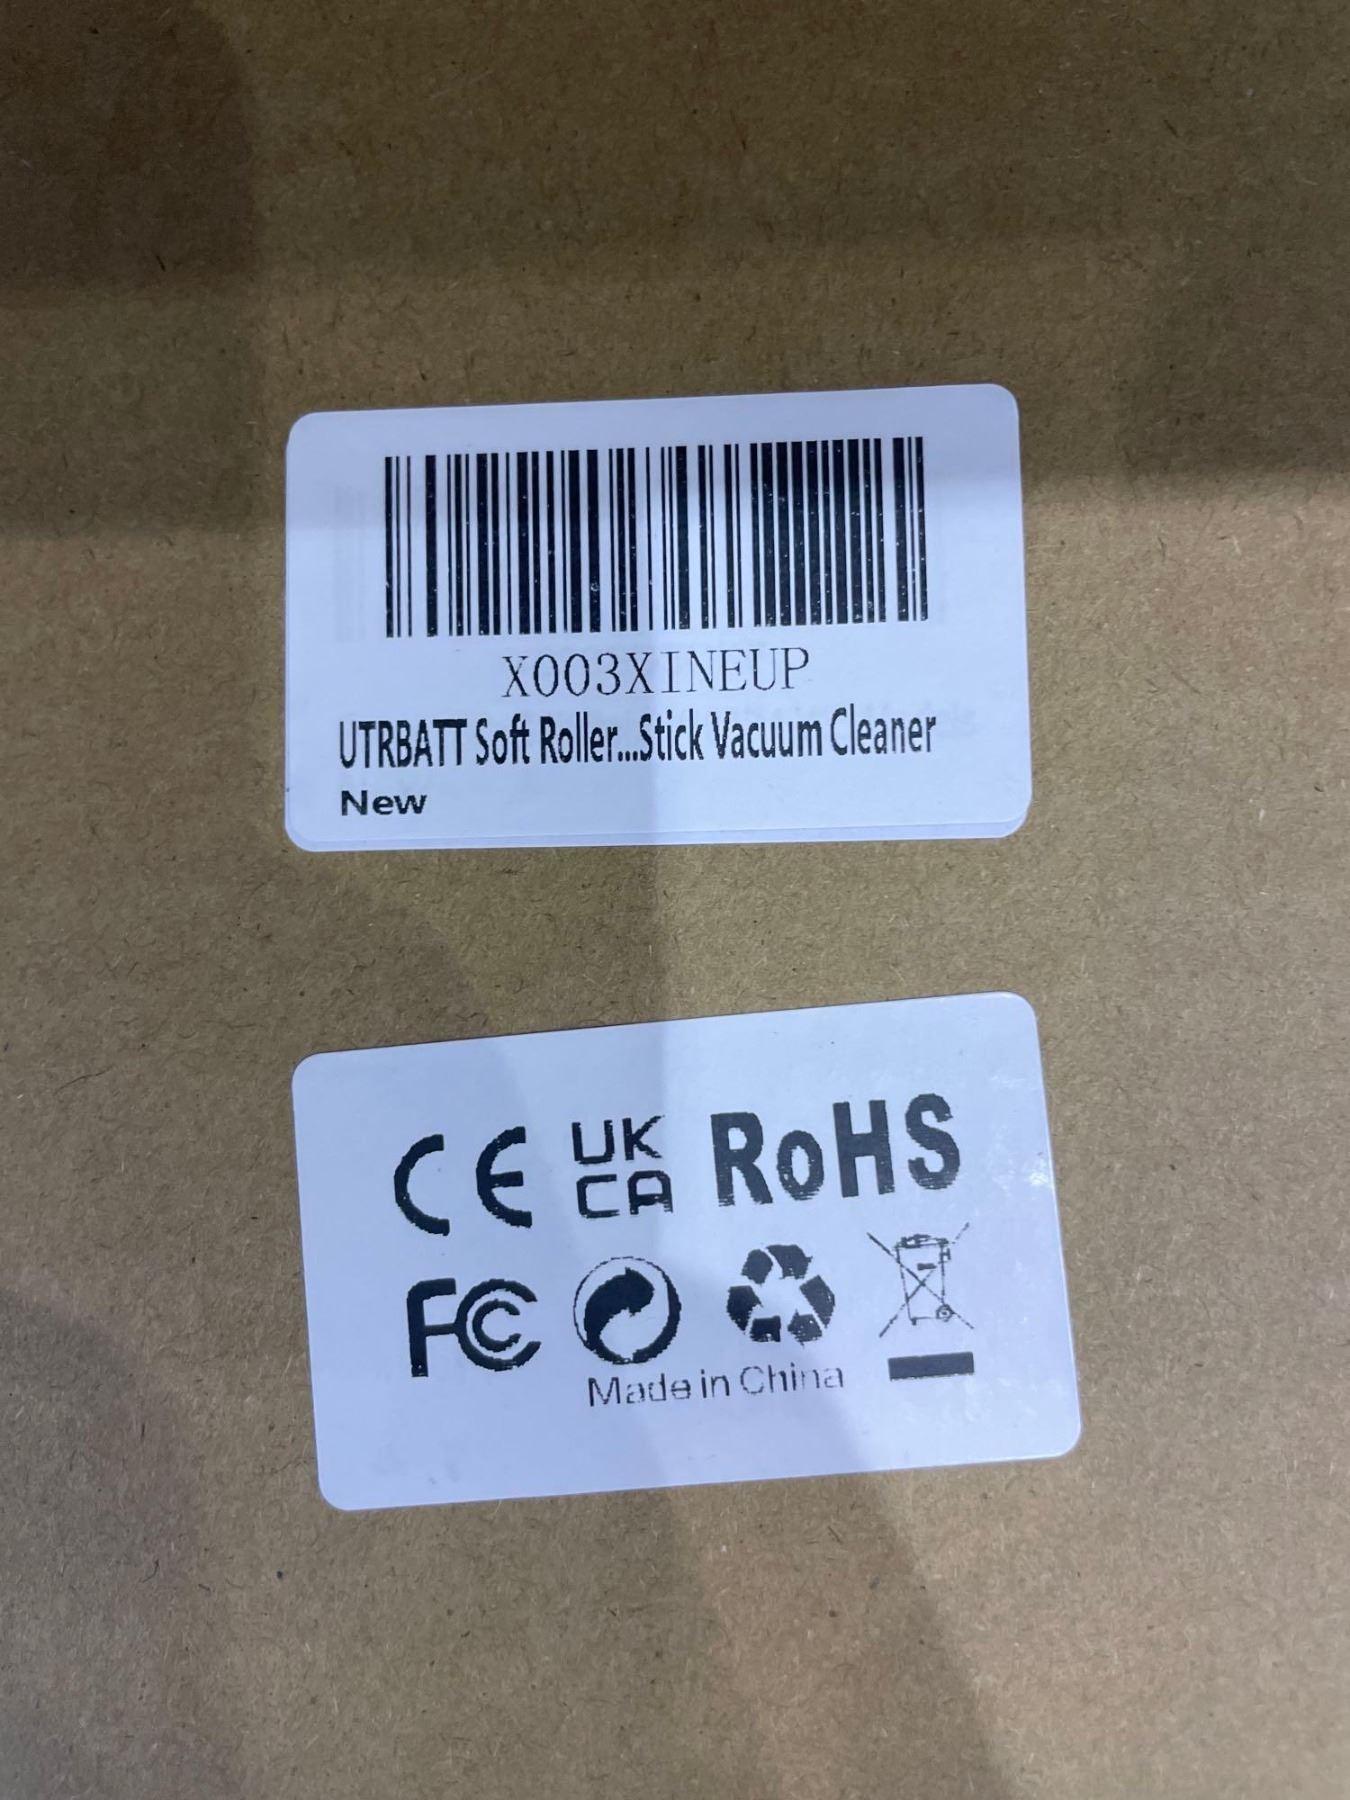 X003XINEUP
UTRBATT Soft Roller...Stick Vacuum Cleaner
New
CE UK CA RoHS
FC
Made in China